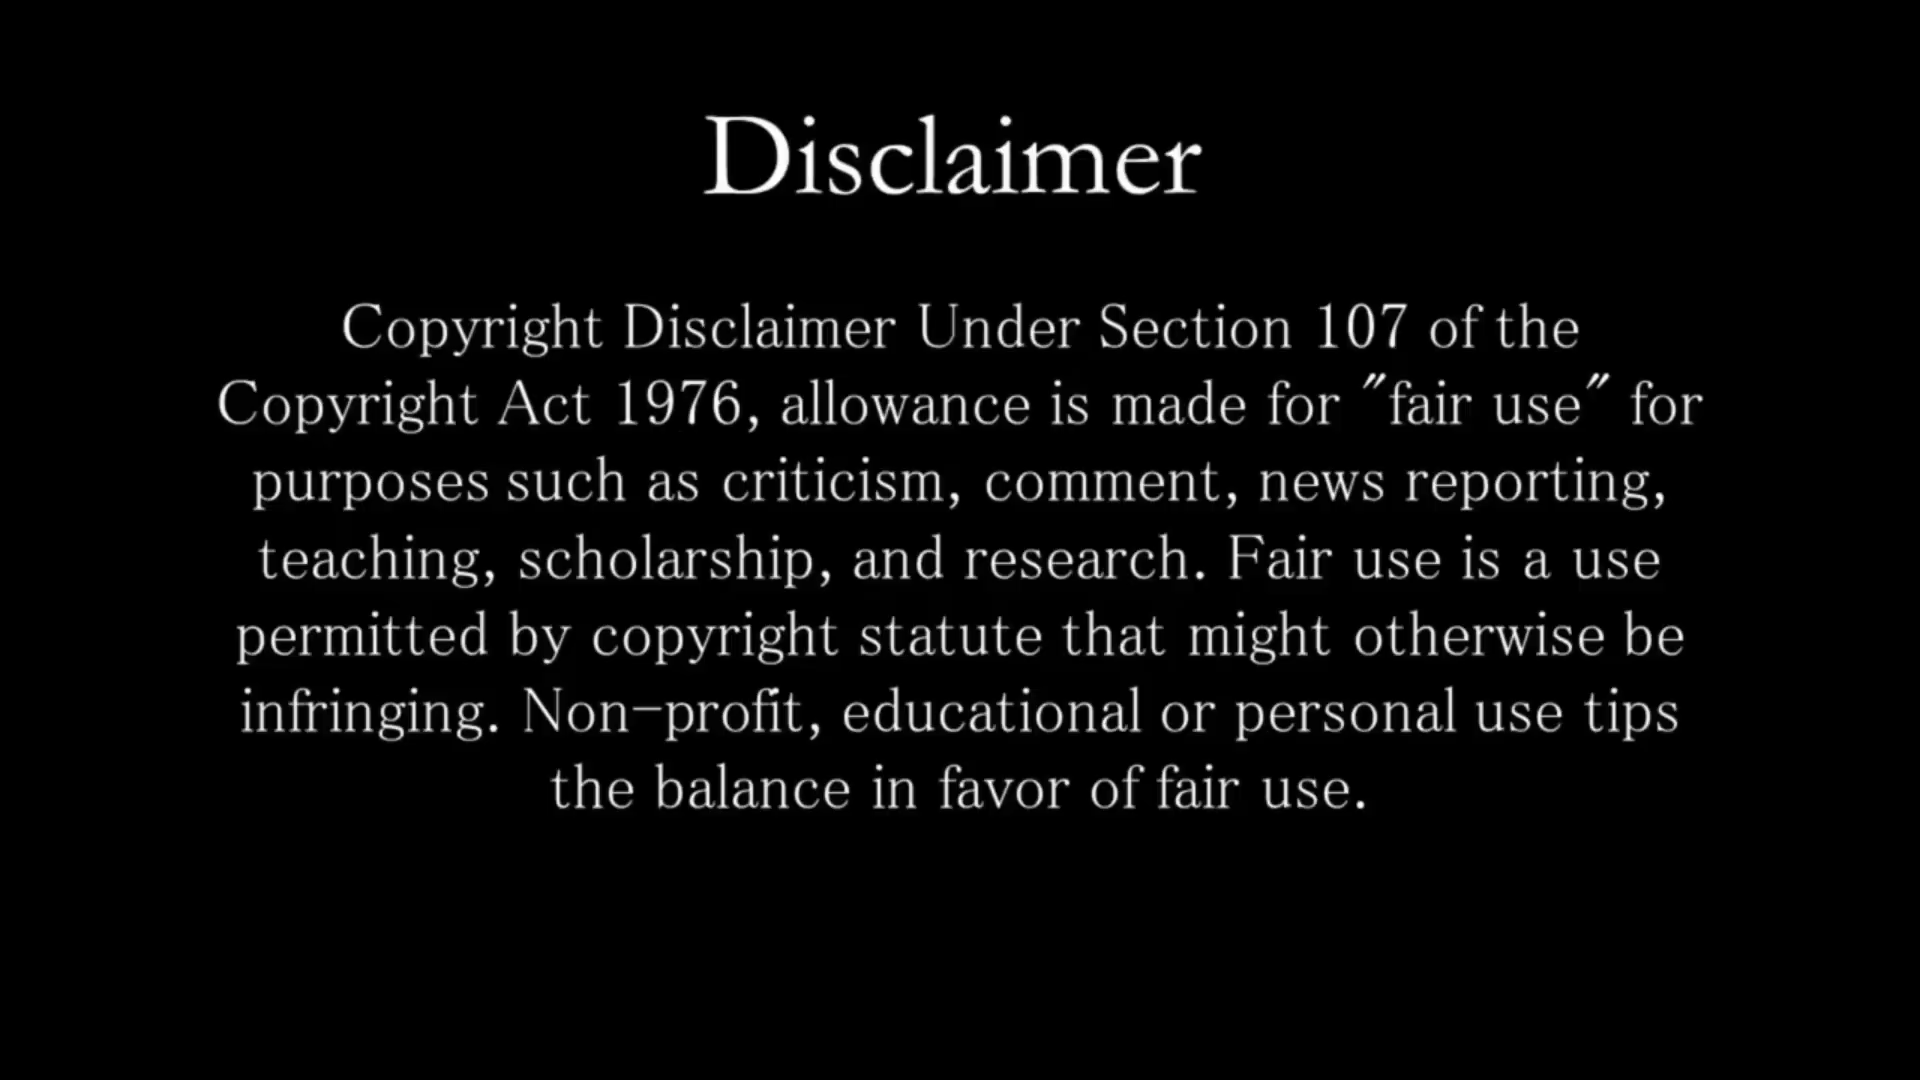 Disclaimer
Copyright Disclaimer Under Section 107 of the
Copyright Act 1976, allowance is made for "fair use" for
purposes such as criticism, comment, news reporting,
teaching, scholarship, and research. Fair use is a use
permitted by copyright statute that might otherwise be
infringing. Non-profit, educational or personal use tips
the balance in favor of fair use.